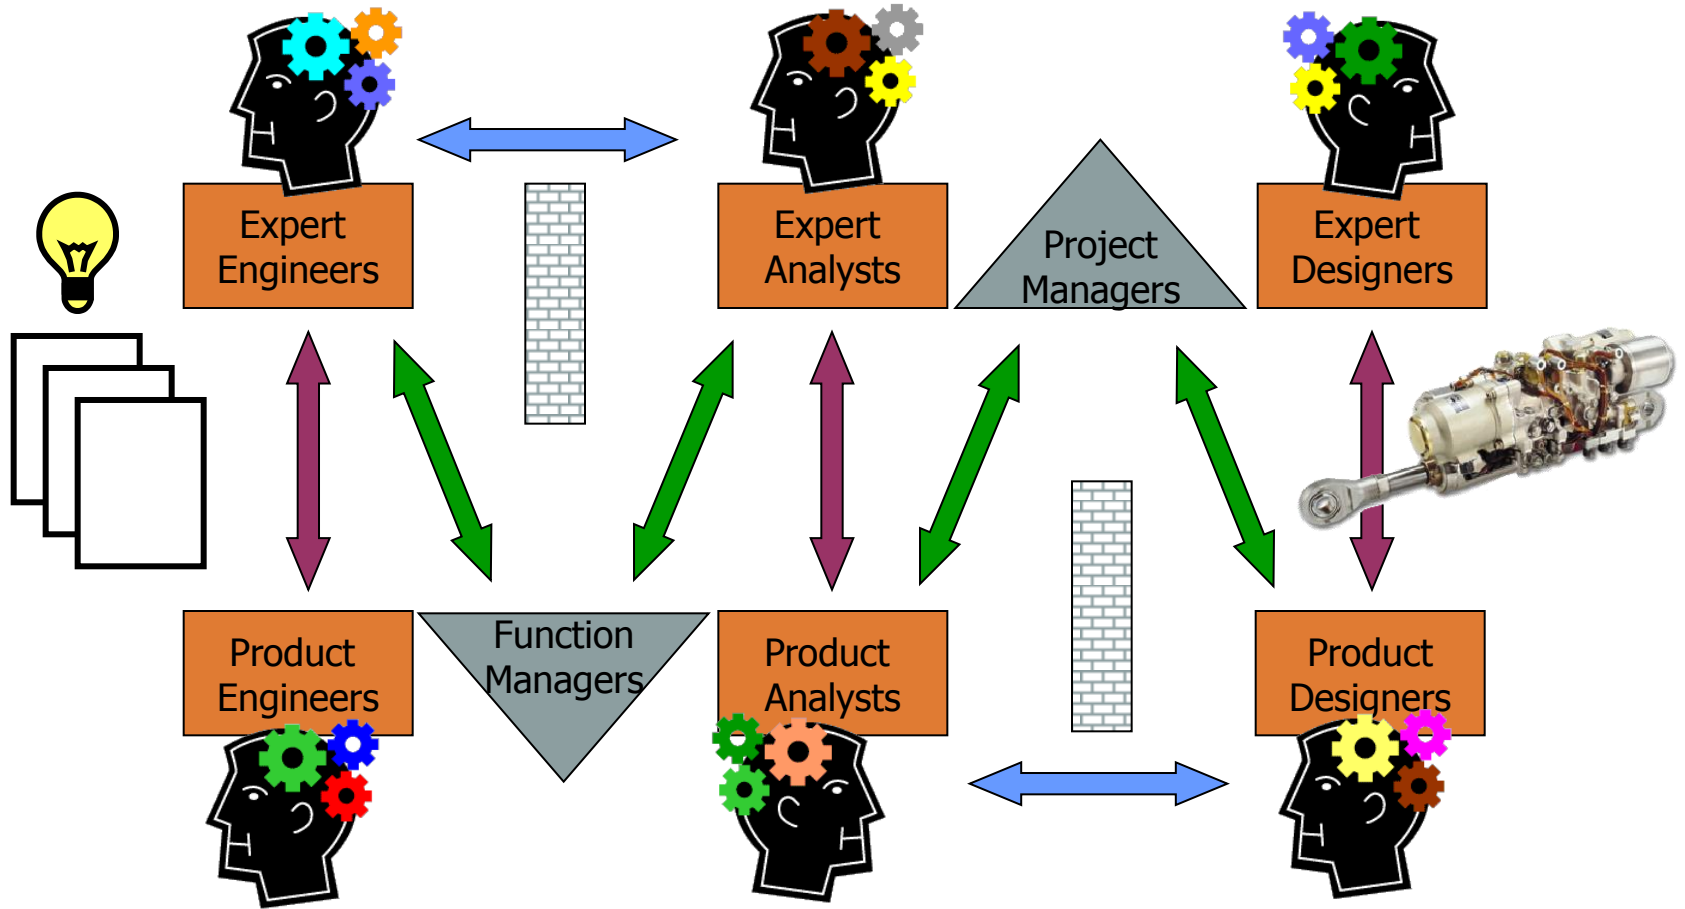 Expert
Engineers
Expert
Analysts
Project
Managers
Expert
Designers
Product
Engineers
Function
Managers
Product
Analysts
Product
Designers